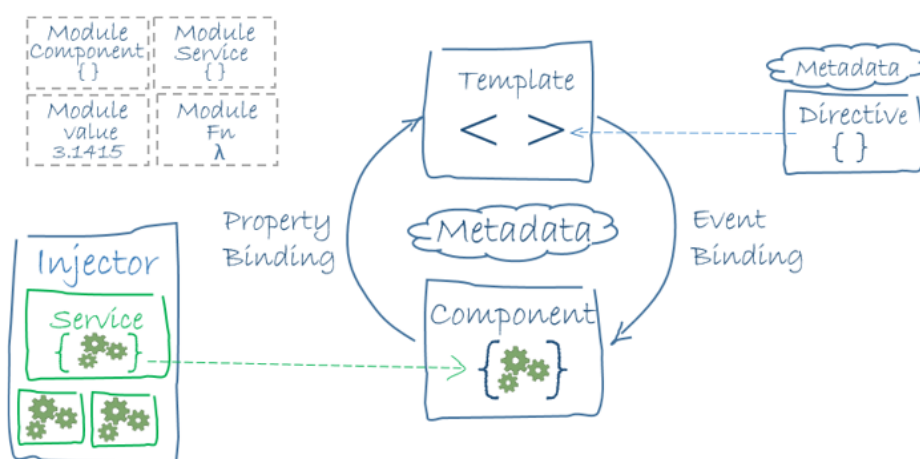 Module
Component
{ }
Module
Service
{ }
Module
value
3.1415
Module
Fn
λ
Template
< >
Metadata
Directive
{ }
Property
Binding
Metadata
Event
Binding
Injector
Service
{ }
Component
{ }